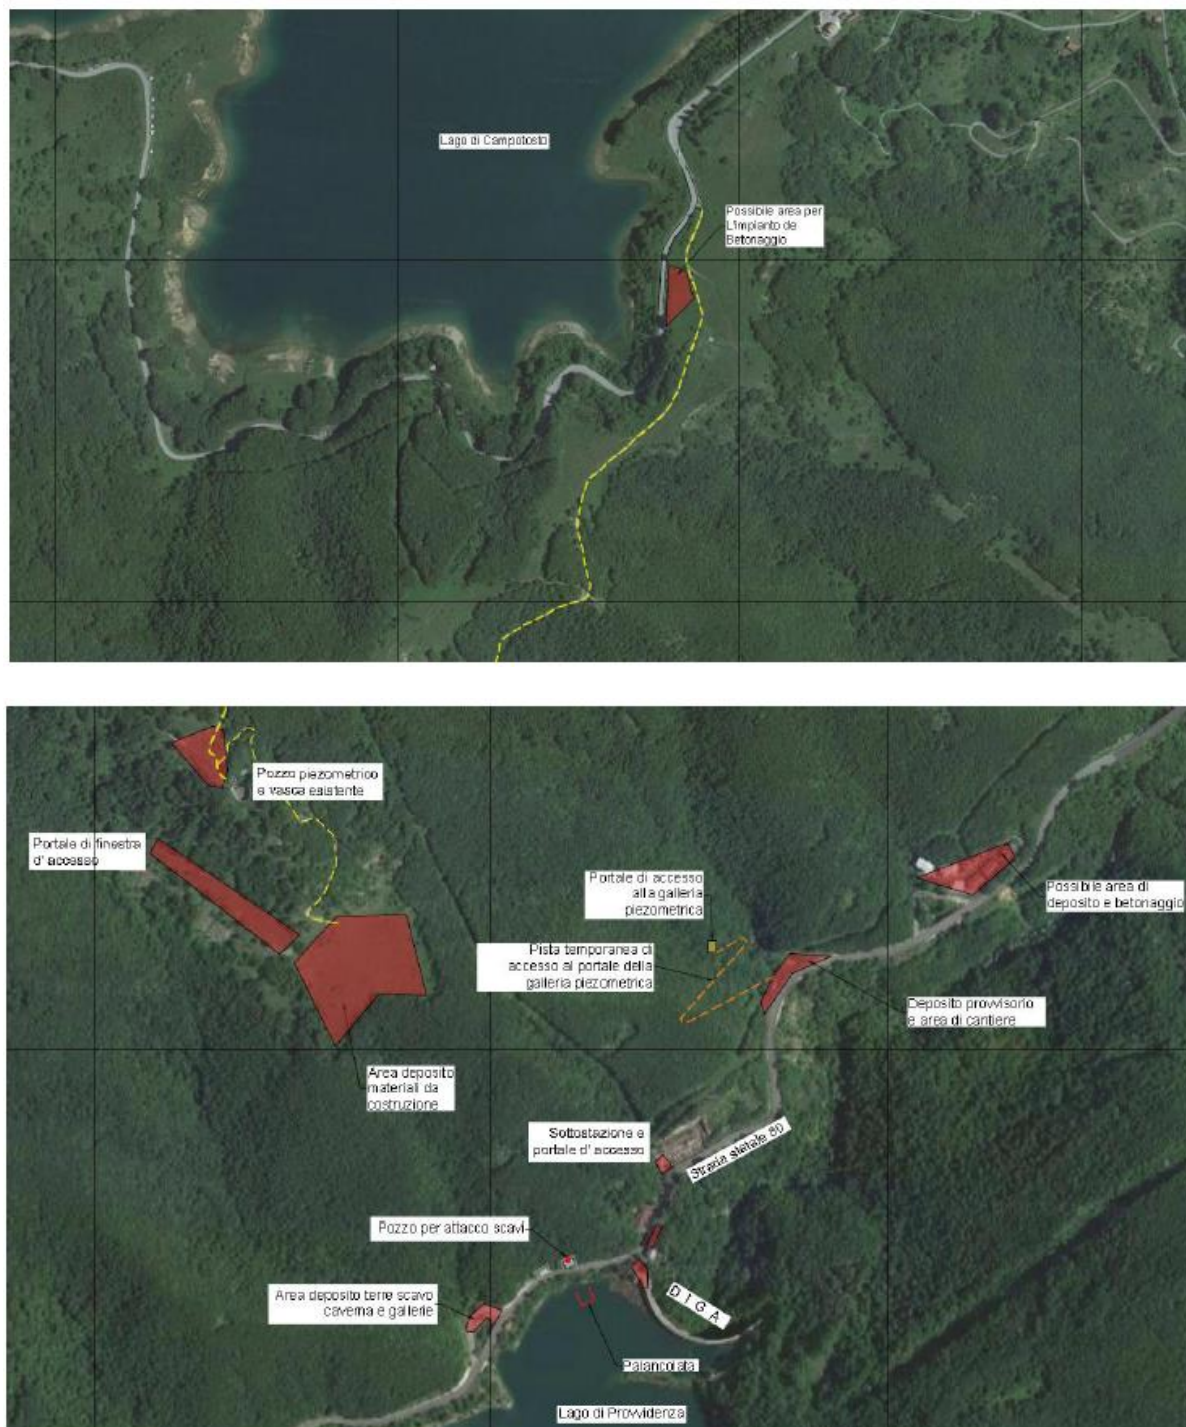 Lago di Campotosto
Possibile area per
L'impianto de
Betonaggio
Pozzo piezometrico
e vasca esistente
Portale di finestra
d' accesso
Portale di accesso
alla galleria
piezometrica
Possibile area di
deposito e betonaggio
Pista temporanea di
accesso al portale della
galleria piezometrica
Deposito provvisorio
e area di cantiere
Area deposito
materiali da
costruzione
Sottostazione e
portale d' accesso
Strada statale 80
Pozzo per attacco scavi
Area deposito terre scavo
caverna e gallerie
DIGA
Palancolata
Lago di Provvidenza